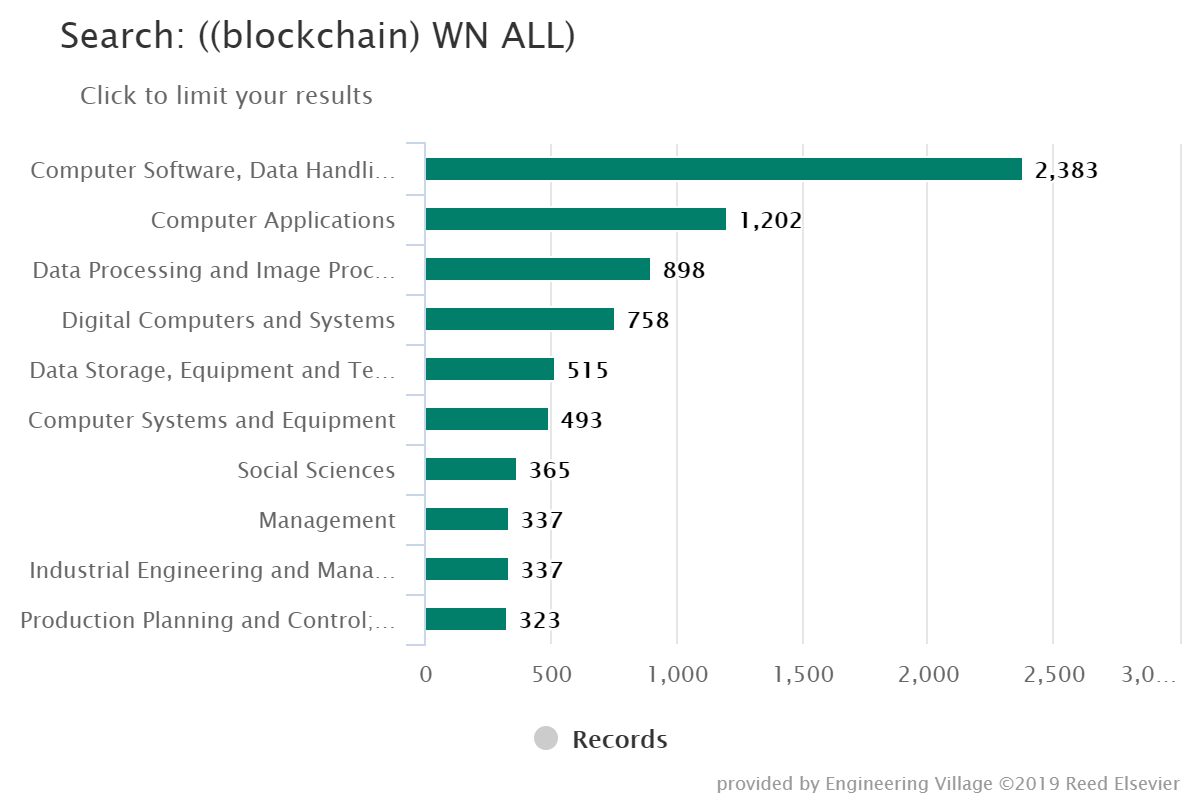 Search: ((blockchain) WN ALL)
Click to limit your results
Computer Software, Data Handli… 2,383
Computer Applications 1,202
Data Processing and Image Proc… 898
Digital Computers and Systems 758
Data Storage, Equipment and Te… 515
Computer Systems and Equipment 493
Social Sciences 365
Management 337
Industrial Engineering and Mana… 337
Production Planning and Control;… 323
0 500 1,000 1,500 2,000 2,500 3,0…
Records
provided by Engineering Village ©2019 Reed Elsevier